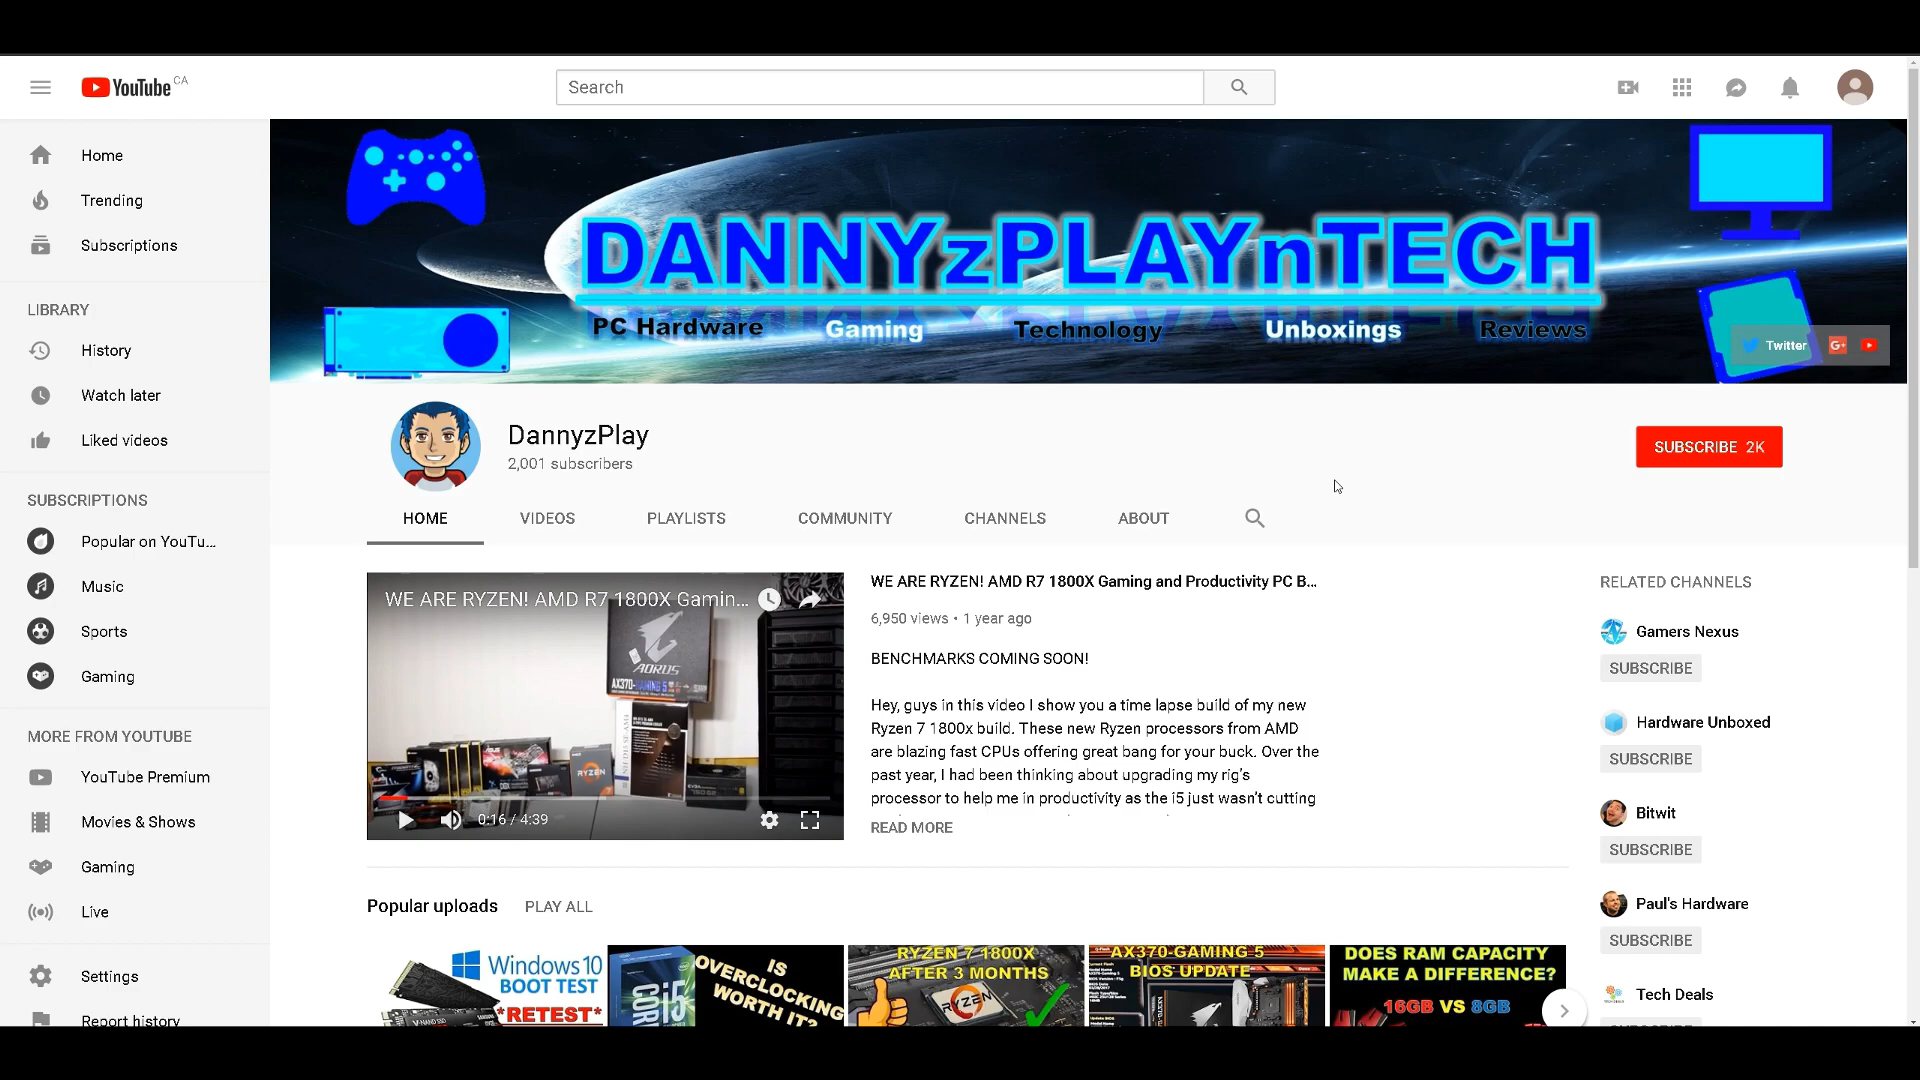 YouTube CA
Search
Home
Trending
Subscriptions
LIBRARY
History
Watch later
Liked videos
SUBSCRIPTIONS
Popular on YouTu...
Music
Sports
Gaming
MORE FROM YOUTUBE
YouTube Premium
Movies & Shows
Gaming
Live
Settings
Report history
DANNYzPLAYnTECH
PC Hardware Gaming Technology Unboxings Reviews
Twitter G+
DannyzPlay
2,001 subscribers
SUBSCRIBE 2K
HOME VIDEOS PLAYLISTS COMMUNITY CHANNELS ABOUT
WE ARE RYZEN! AMD R7 1800X Gamin...
AORUS
AX370-GAMING 5
RYZEN
0:16 / 4:39
WE ARE RYZEN! AMD R7 1800X Gaming and Productivity PC B...
6,950 views • 1 year ago
BENCHMARKS COMING SOON!
Hey, guys in this video I show you a time lapse build of my new
Ryzen 7 1800x build. These new Ryzen processors from AMD
are blazing fast CPUs offering great bang for your buck. Over the
past year, I had been thinking about upgrading my rig's
processor to help me in productivity as the i5 just wasn't cutting
READ MORE
RELATED CHANNELS
Gamers Nexus
SUBSCRIBE
Hardware Unboxed
SUBSCRIBE
Bitwit
SUBSCRIBE
Paul's Hardware
SUBSCRIBE
Tech Deals
Popular uploads PLAY ALL
Windows 10
BOOT TEST
*RETEST*
CORE i5
IS
OVERCLOCKING
WORTH IT?
RYZEN 7 1800X
AFTER 3 MONTHS
RYZEN
AX370-GAMING 5
BIOS UPDATE
DOES RAM CAPACITY
MAKE A DIFFERENCE?
16GB VS 8GB